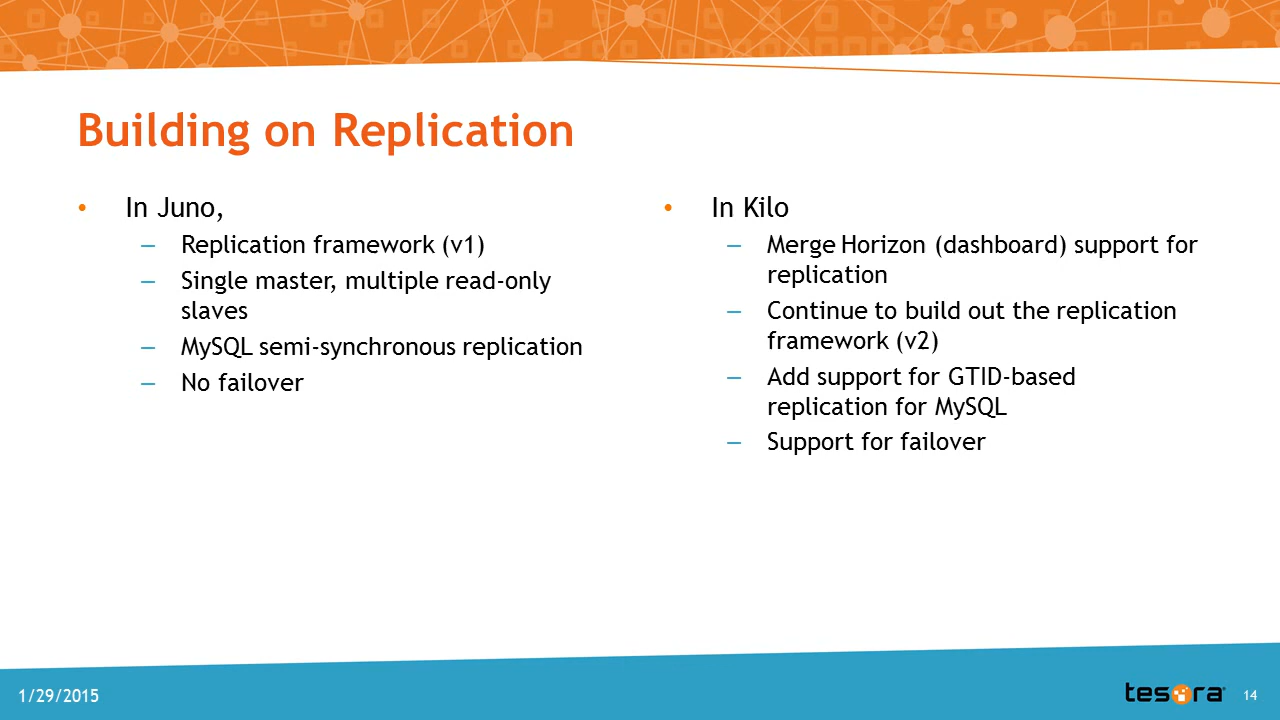 Building on Replication
• In Juno,
– Replication framework (v1)
– Single master, multiple read-only
slaves
– MySQL semi-synchronous replication
– No failover
• In Kilo
– Merge Horizon (dashboard) support for
replication
– Continue to build out the replication
framework (v2)
– Add support for GTID-based
replication for MySQL
– Support for failover
1/29/2015
tesora
14